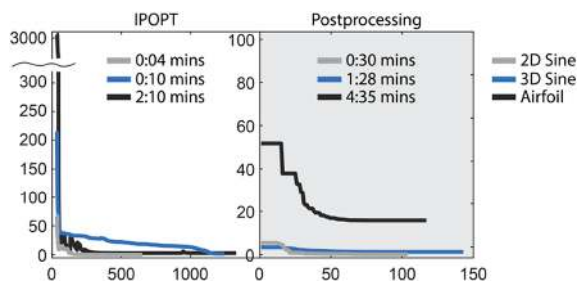 IPOPT
Postprocessing
3000
300
250
200
150
100
50
0
0:04 mins
0:10 mins
2:10 mins
0
500
1000
100
80
60
40
20
0
0:30 mins
1:28 mins
4:35 mins
0
50
100
150
2D Sine
3D Sine
Airfoil